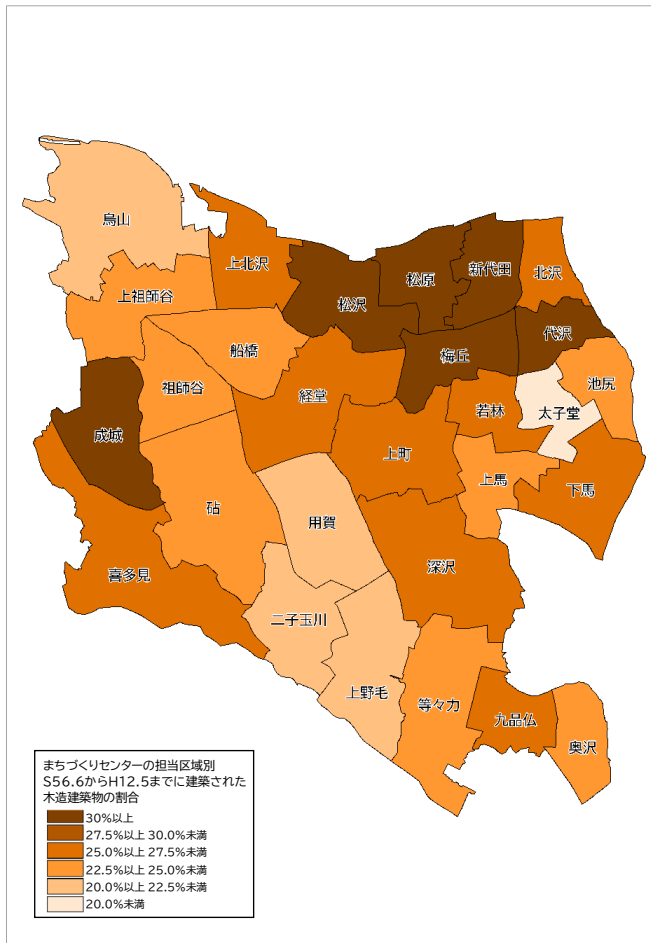 烏山
上北沢
松沢
松原
新代田
北沢
上祖師谷
船橋
梅丘
代沢
祖師谷
経堂
若林
太子堂
池尻
成城
上町
砧
上馬
下馬
用賀
喜多見
深沢
二子玉川
上野毛
等々力
九品仏
奥沢
まちづくりセンターの担当区域別
S56.6からH12.5までに建築された
木造建築物の割合
30%以上
27.5%以上 30.0%未満
25.0%以上 27.5%未満
22.5%以上 25.0%未満
20.0%以上 22.5%未満
20.0%未満